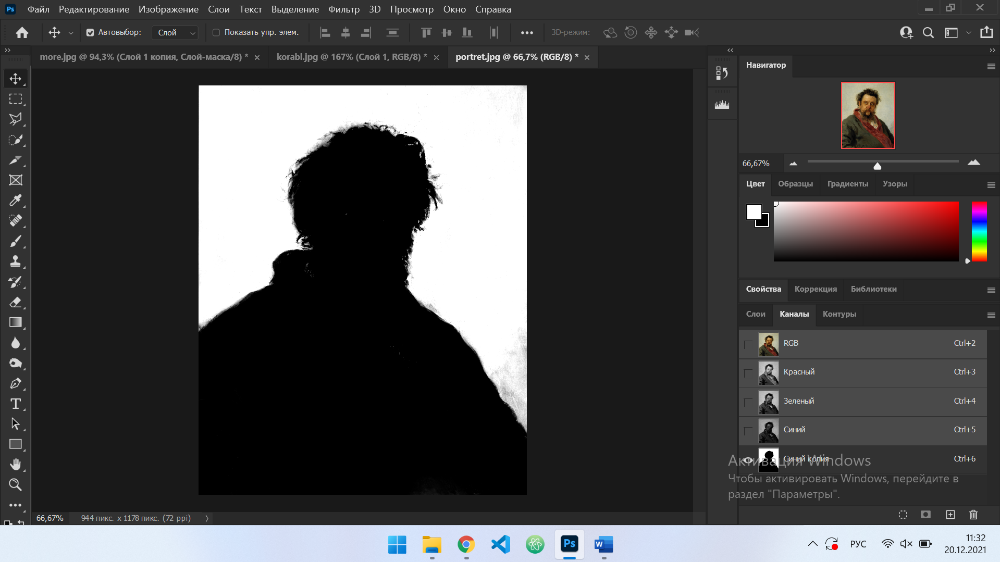 Ps Файл Редактирование Изображение Слои Текст Выделение Фильтр 3D Просмотр Окно Справка
Автовыбор: Слой Показать упр. элем. 3D-режим:
more.jpg @ 94,3% (Слой 1 копия, Слой-маска/8) * korabl.jpg @ 167% (Слой 1, RGB/8) * portret.jpg @ 66,7% (RGB/8) *
Навигатор
66,67%
Цвет Образцы Градиенты Узоры
Свойства Коррекция Библиотеки
Слои Каналы Контуры
RGB Ctrl+2
Красный Ctrl+3
Зеленый Ctrl+4
Синий Ctrl+5
Синий копия Ctrl+6
Активация Windows
Чтобы активировать Windows, перейдите в
раздел "Параметры".
66,67% 944 пикс. x 1178 пикс. (72 ppi)
Ps W РУС 11:32
20.12.2021